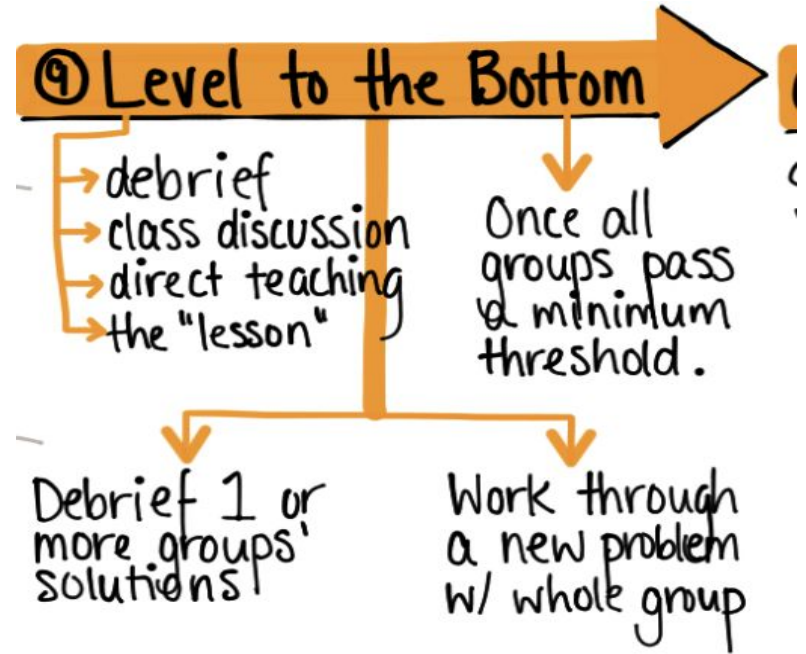 ⑨ Level to the Bottom
debrief
class discussion
direct teaching
the "lesson"
Once all
groups pass
a minimum
threshold.
Debrief 1 or
more groups'
solutions
Work through
a new problem
w/ whole group